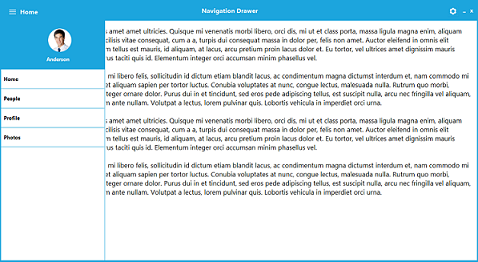 Home
Navigation Drawer
Anderson
Home
People
Profile
Photos
s amet amet ultricies. Quisque mi venenatis morbi libero, orci dis, mi ut et class porta, massa ligula magna enim, aliquam
ilisis vitae consequat, cum a a, turpis dui consequat massa in dolor per, felis non amet. Auctor eleifend in omnis elit
m tellus est mauris, id aliquam, at lacus, arcu pretium proin lacus dolor et. Eu tortor, vel ultrices amet dignissim mauris
us taciti quis id. Elementum integer orci accumsan minim phasellus vel.
mi libero felis, sollicitudin id dictum etiam blandit lacus, ac condimentum magna dictumst interdum et, nam commodo mi
id aliquam sapien per tortor luctus. Conubia voluptates at nunc, congue lectus, malesuada nulla. Rutrum quo morbi,
teger ornare dolor. Purus dui in et tincidunt, sed eros pede adipiscing tellus, est suscipit nulla, arcu nec fringilla vel aliquam,
m ante nullam. Volutpat a lectus, lorem pulvinar quis. Lobortis vehicula in imperdiet orci urna.
s amet amet ultricies. Quisque mi venenatis morbi libero, orci dis, mi ut et class porta, massa ligula magna enim, aliquam
ilisis vitae consequat, cum a a, turpis dui consequat massa in dolor per, felis non amet. Auctor eleifend in omnis elit
m tellus est mauris, id aliquam, at lacus, arcu pretium proin lacus dolor et. Eu tortor, vel ultrices amet dignissim mauris
us taciti quis id. Elementum integer orci accumsan minim phasellus vel.
mi libero felis, sollicitudin id dictum etiam blandit lacus, ac condimentum magna dictumst interdum et, nam commodo mi
id aliquam sapien per tortor luctus. Conubia voluptates at nunc, congue lectus, malesuada nulla. Rutrum quo morbi,
teger ornare dolor. Purus dui in et tincidunt, sed eros pede adipiscing tellus, est suscipit nulla, arcu nec fringilla vel aliquam,
m ante nullam. Volutpat a lectus, lorem pulvinar quis. Lobortis vehicula in imperdiet orci urna.